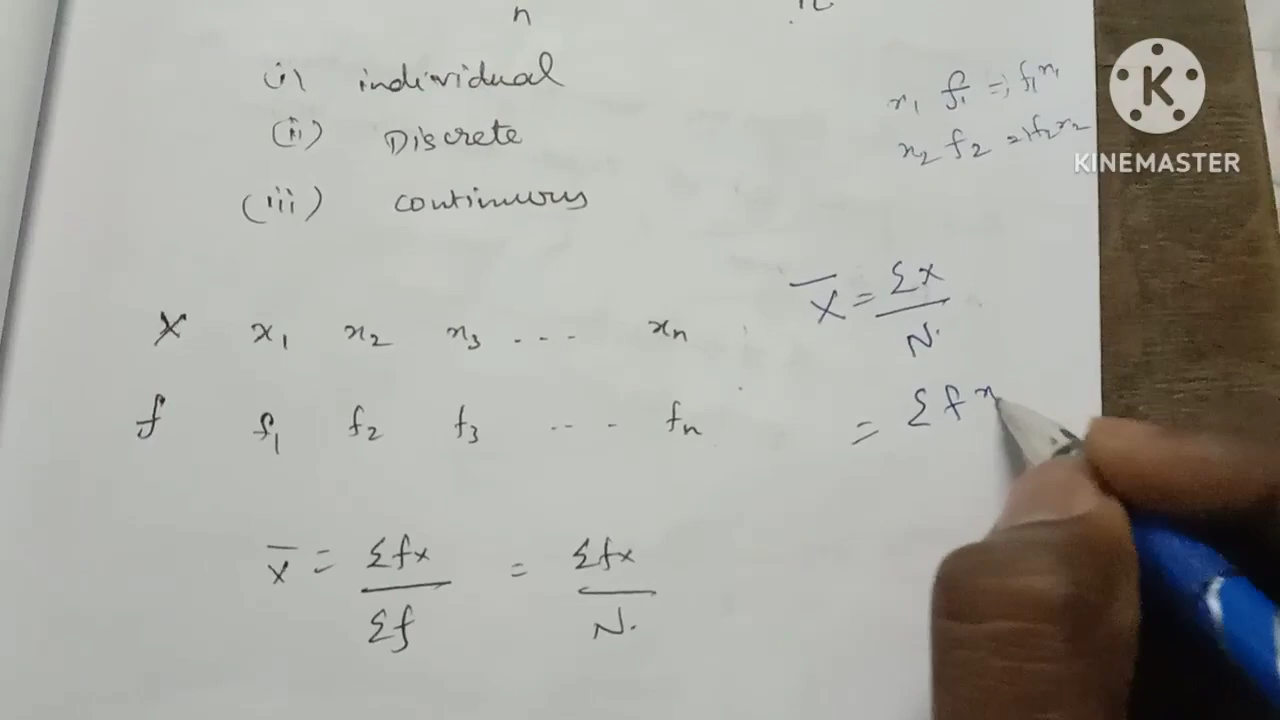 n
(i) individual
(ii) Discrete
(iii) continuous
x₁ f₁ => f₁x₁
x₂ f₂ => f₂x₂
K
KINEMASTER
X x₁ x₂ x₃ ... xₙ
f f₁ f₂ f₃ ... fₙ
X̄ = Σx / N.
= Σfx
X̄ = Σfx / Σf = Σfx / N.